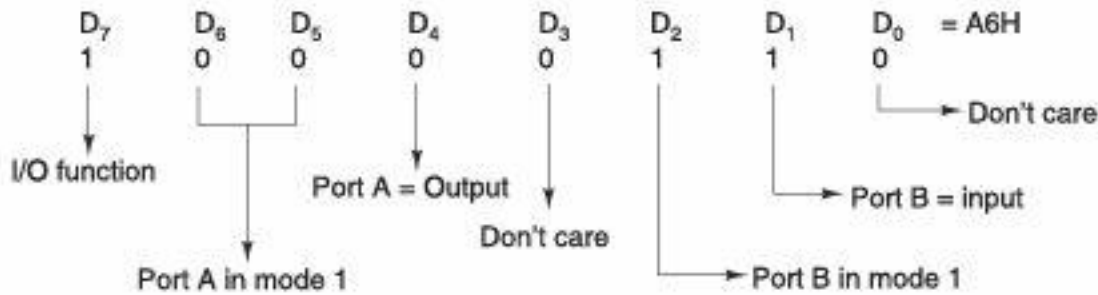 D₇ D₆ D₅ D₄ D₃ D₂ D₁ D₀ = A6H
1 0 0 0 0 1 1 0
Don't care
I/O function
Port A = Output
Port B = input
Don't care
Port A in mode 1
Port B in mode 1